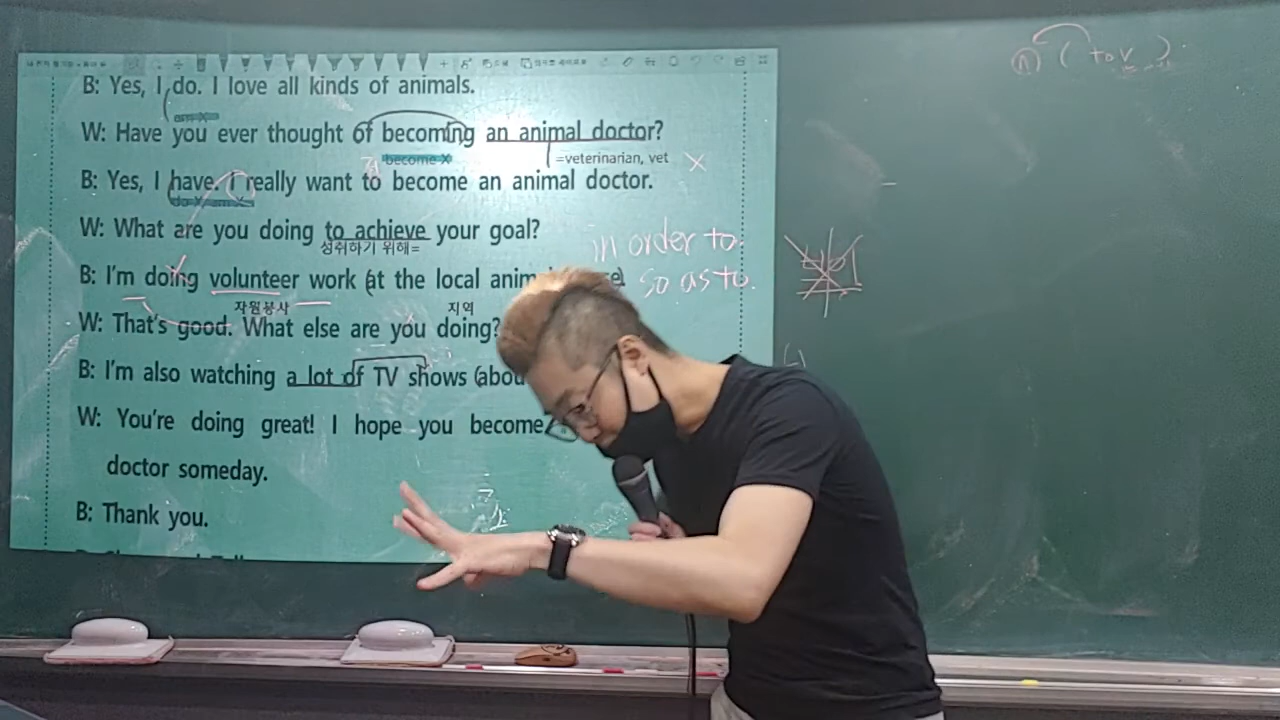 n ( to v )
B: Yes, I do. I love all kinds of animals.
W: Have you ever thought of becoming an animal doctor?
become X
=veterinarian, vet
B: Yes, I have. I really want to become an animal doctor.
W: What are you doing to achieve your goal?
성취하기 위해=
in order to
so as to
B: I'm doing volunteer work (at the local
자원봉사
지역
W: That's good. What else are you doing?
B: I'm also watching a lot of TV shows
W: You're doing great! I hope you become
doctor someday.
B: Thank you.